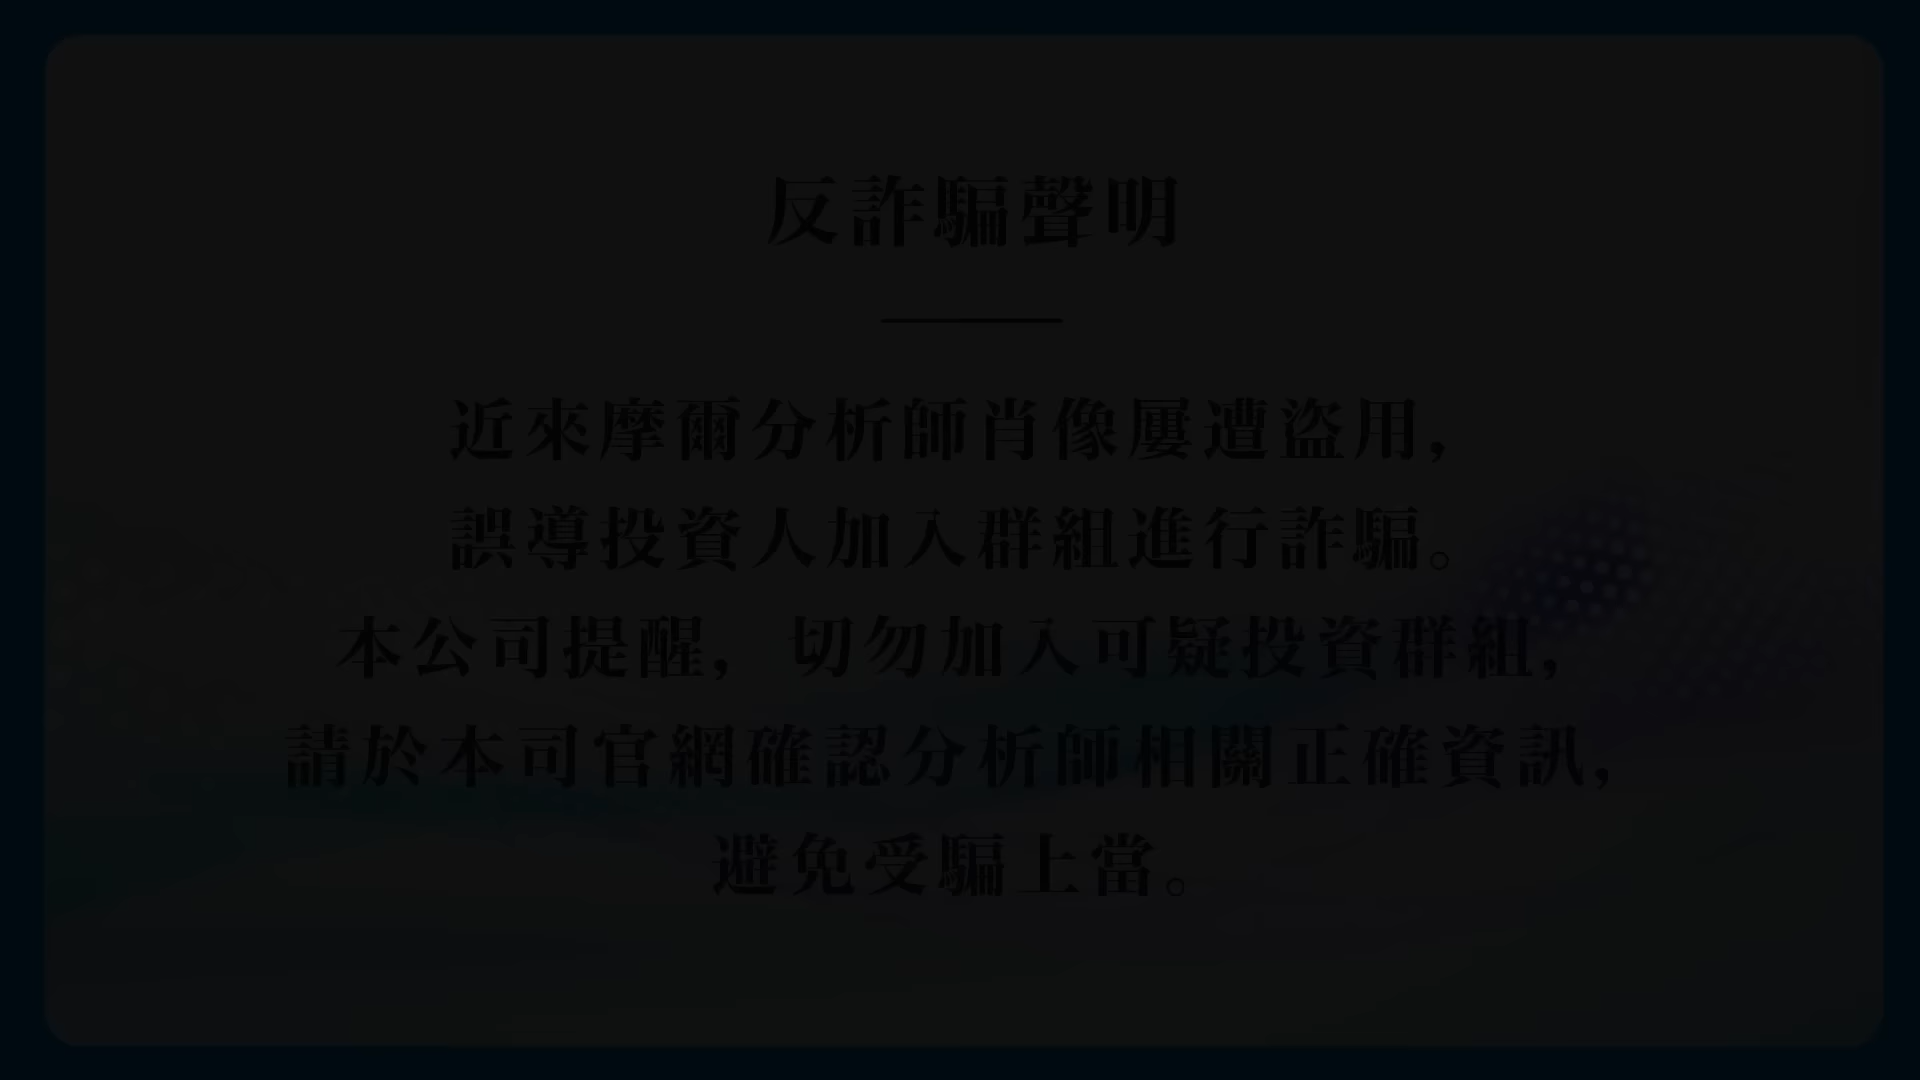 反詐騙聲明
近來摩爾分析師肖像屢遭盜用，
誤導投資人加入群組進行詐騙。
本公司提醒，切勿加入可疑投資群組，
請於本司官網確認分析師相關正確資訊，
避免受騙上當。